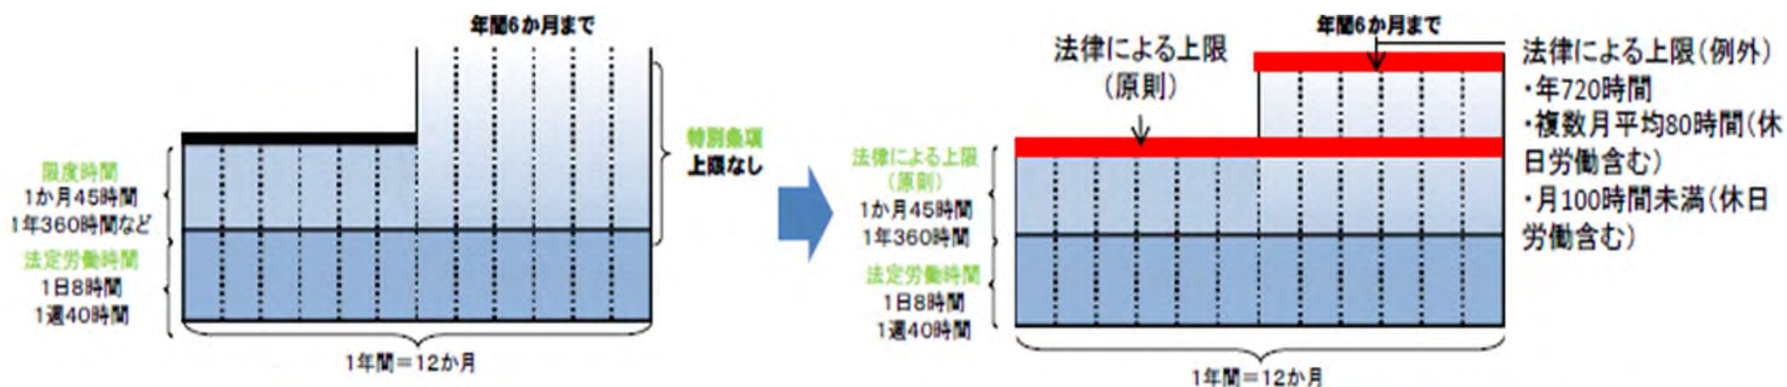 年間6か月まで
限度時間
1か月45時間
1年360時間など
法定労働時間
1日8時間
1週40時間
特別条項
上限なし
1年間=12か月
年間6か月まで
法律による上限
(原則)
法律による上限(例外)
・年720時間
・複数月平均80時間(休
日労働含む)
・月100時間未満(休日
労働含む)
法律による上限
(原則)
1か月45時間
1年360時間
法定労働時間
1日8時間
1週40時間
1年間=12か月